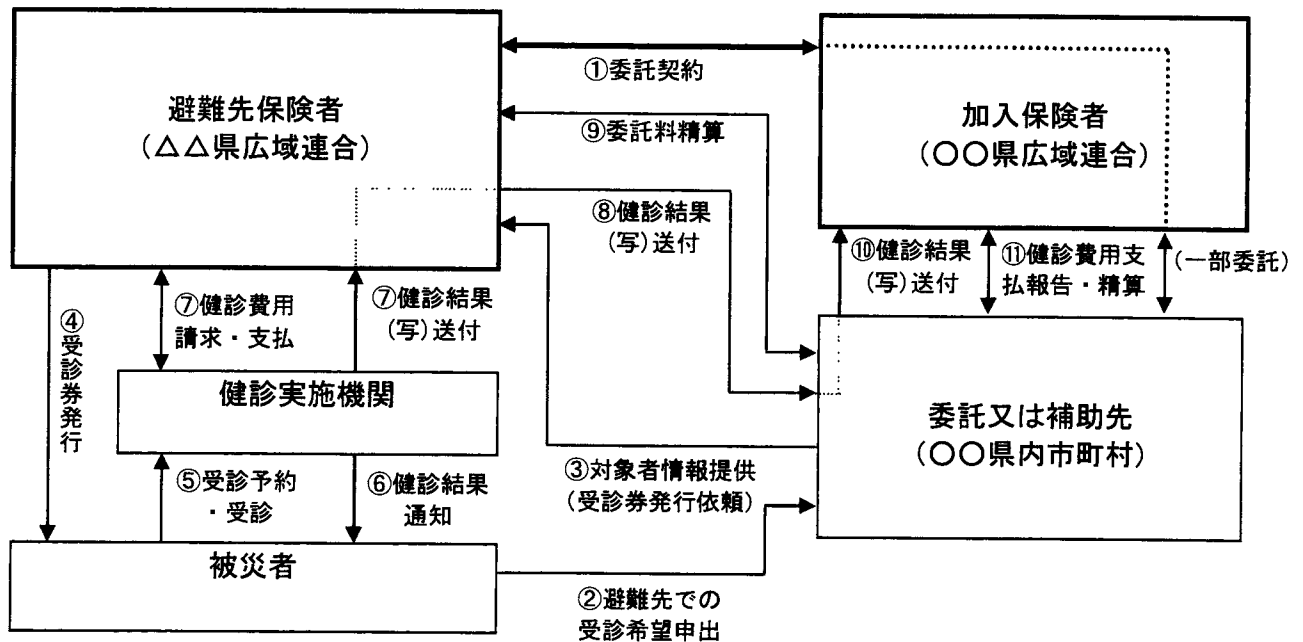 避難先保険者
(△△県広域連合)
①委託契約
⑨委託料精算
加入保険者
(〇〇県広域連合)
⑧健診結果
(写)送付
⑩健診結果
(写)送付
⑪健診費用支
払報告・精算
(一部委託)
④受診券発行
⑦健診費用
請求・支払
⑦健診結果
(写)送付
健診実施機関
委託又は補助先
(〇〇県内市町村)
⑤受診予約
・受診
⑥健診結果
通知
③対象者情報提供
(受診券発行依頼)
被災者
②避難先での
受診希望申出